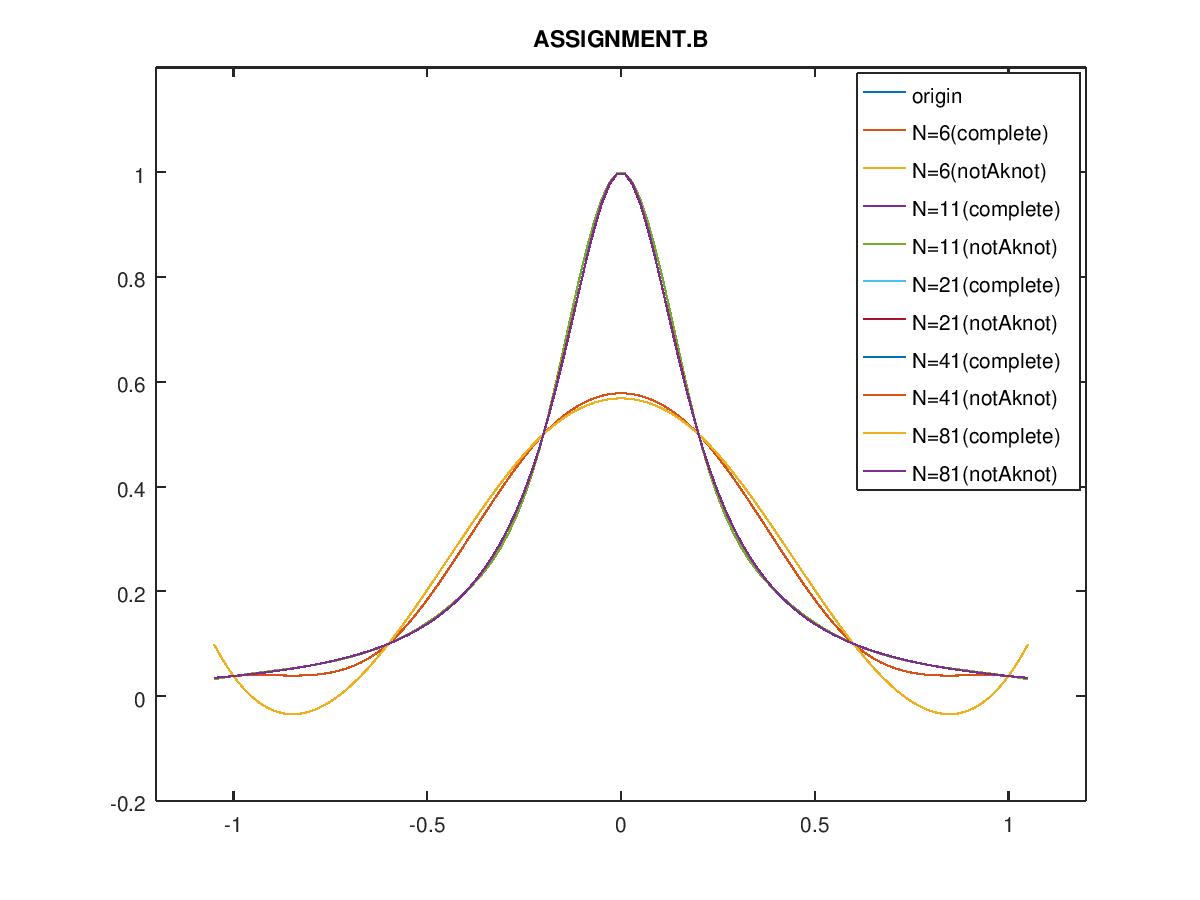 ASSIGNMENT.B
origin
N=6(complete)
N=6(notAknot)
N=11(complete)
N=11(notAknot)
N=21(complete)
N=21(notAknot)
N=41(complete)
N=41(notAknot)
N=81(complete)
N=81(notAknot)
1
0.8
0.6
0.4
0.2
0
-0.2
-1 -0.5 0 0.5 1